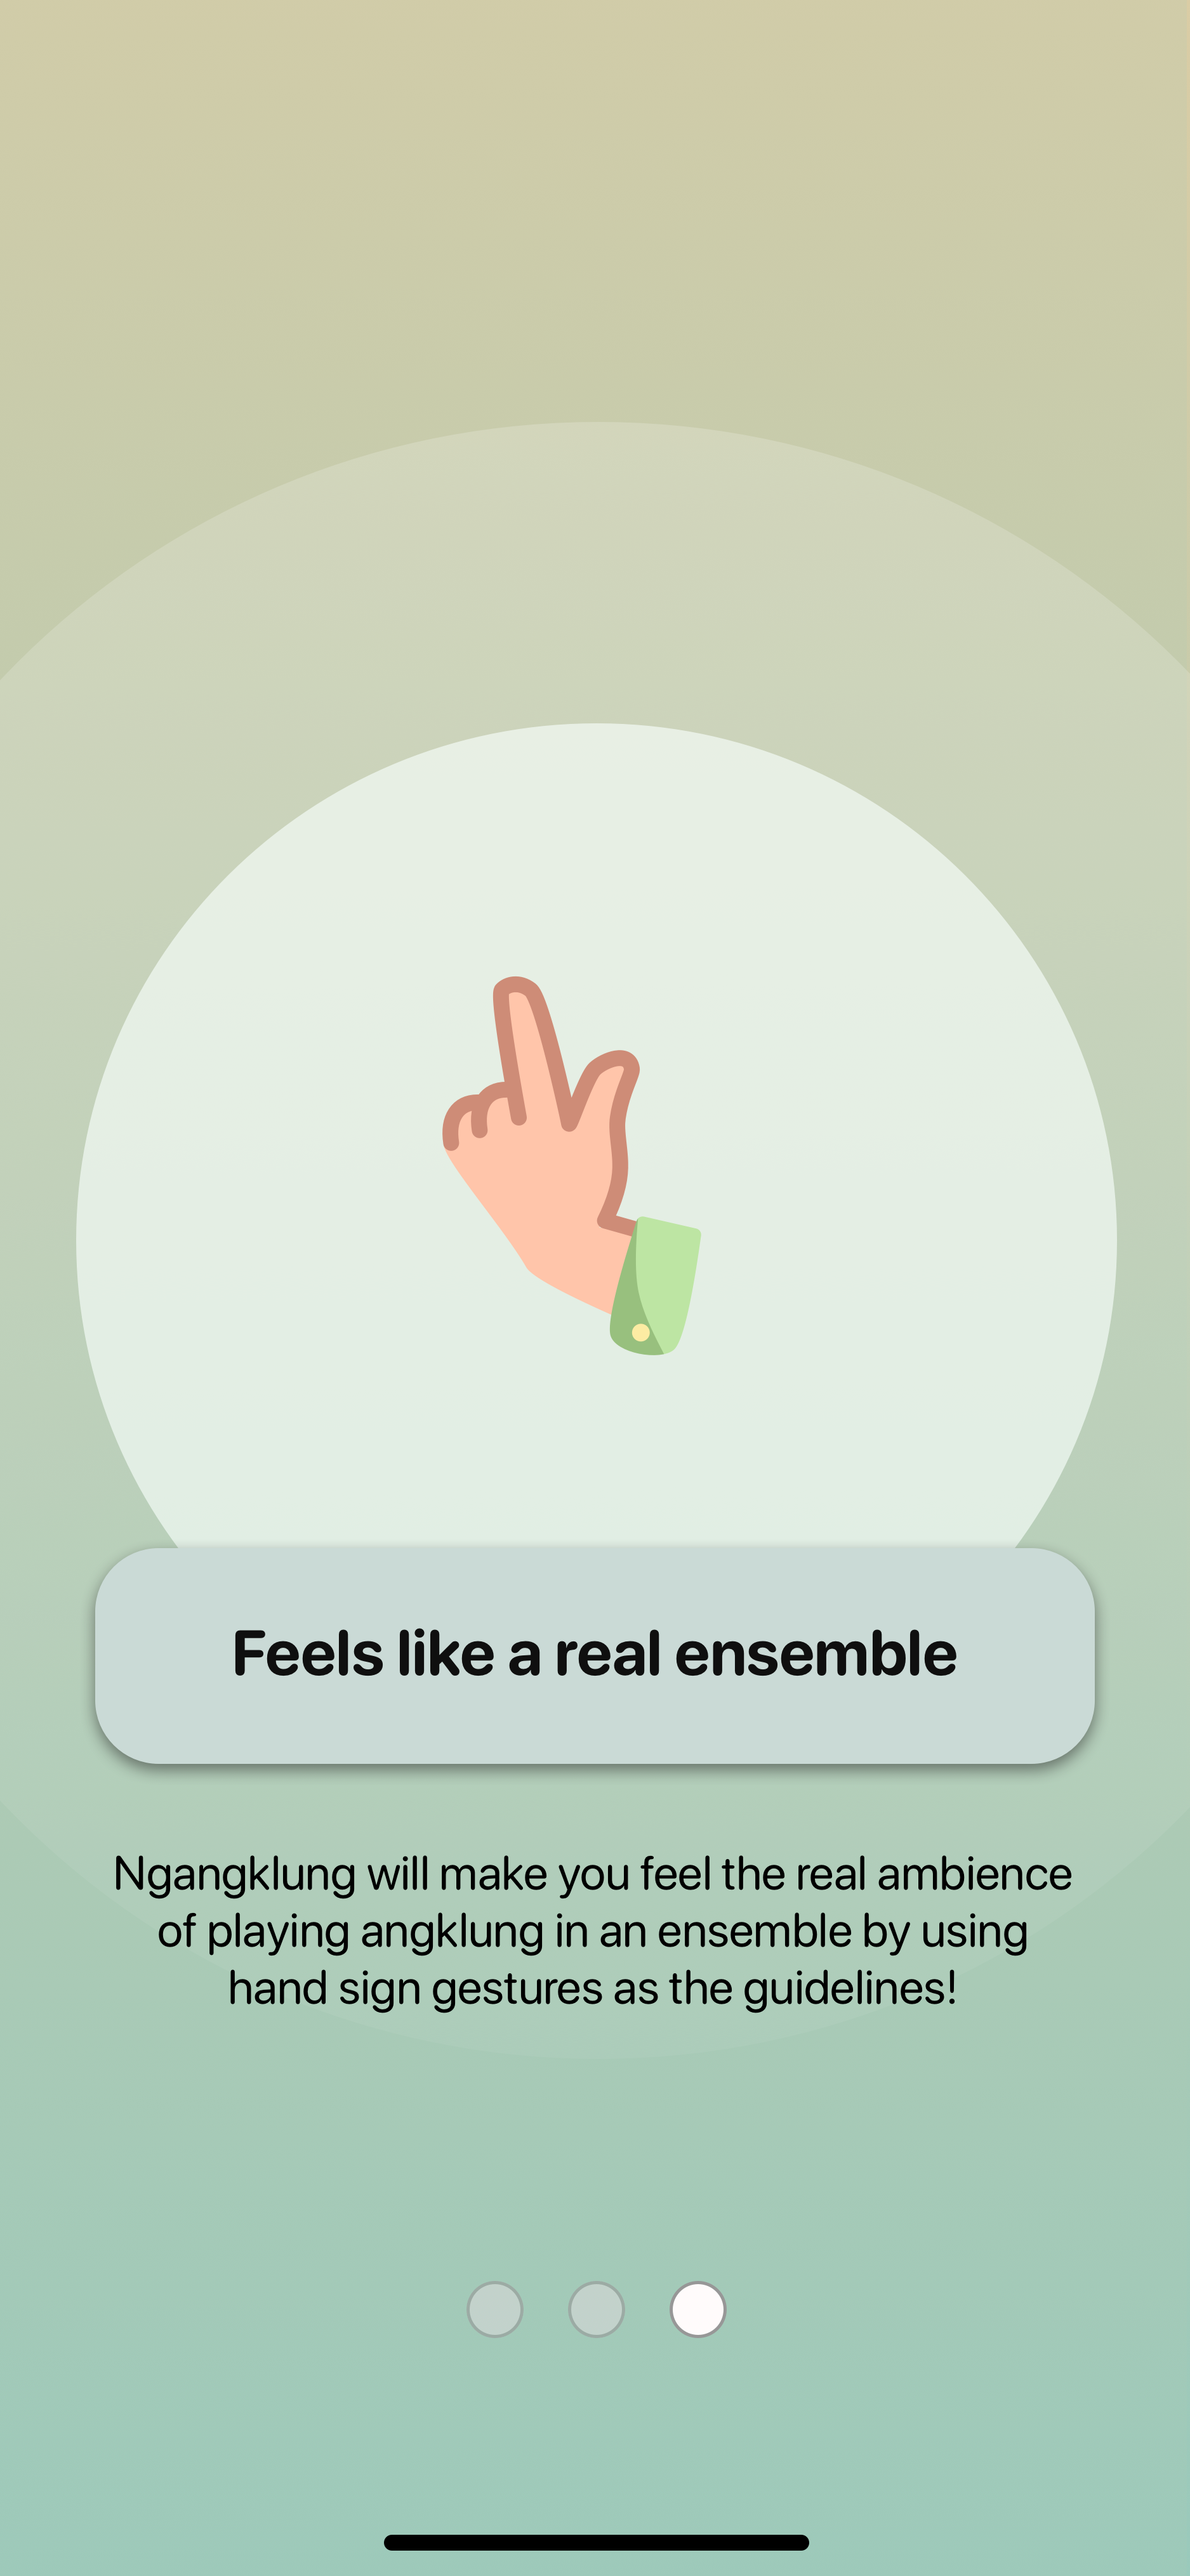 Feels like a real ensemble
Ngangklung will make you feel the real ambience
of playing angklung in an ensemble by using
hand sign gestures as the guidelines!